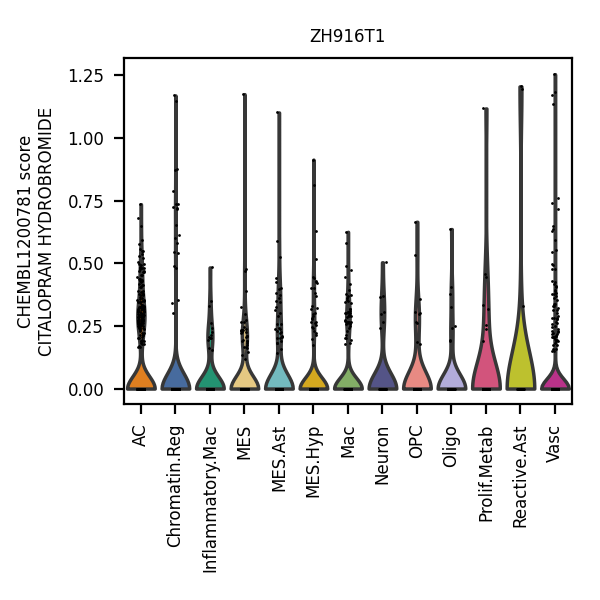 ZH916T1
CHEMBL1200781 score
CITALOPRAM HYDROBROMIDE
1.25
1.00
0.75
0.50
0.25
0.00
AC
Chromatin.Reg
Inflammatory.Mac
MES
MES.Ast
MES.Hyp
Mac
Neuron
OPC
Oligo
Prolif.Metab
Reactive.Ast
Vasc